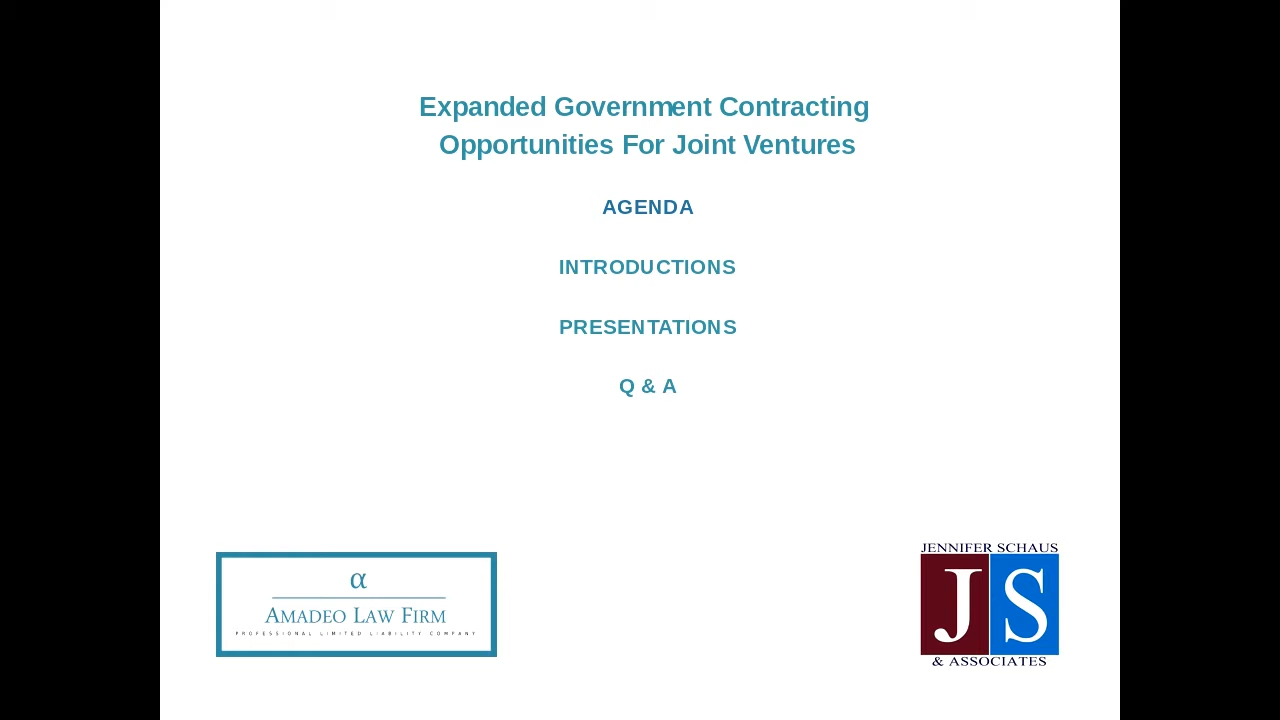 Expanded Government Contracting
Opportunities For Joint Ventures
AGENDA
INTRODUCTIONS
PRESENTATIONS
Q & A
α
AMADEO LAW FIRM
PROFESSIONAL LIMITED LIABILITY COMPANY
JENNIFER SCHAUS
JS
& ASSOCIATES